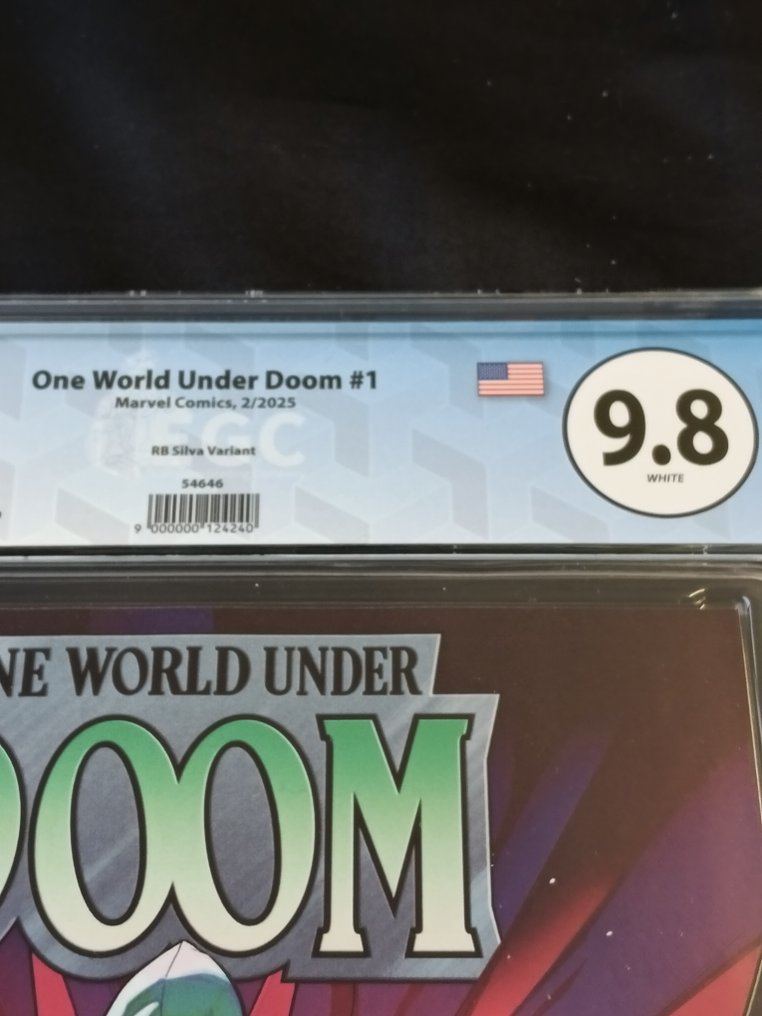 One World Under Doom #1
Marvel Comics, 2/2025
EGC
RB Silva Variant
54646
9 000000 124240
9.8
WHITE
NE WORLD UNDER
OOM